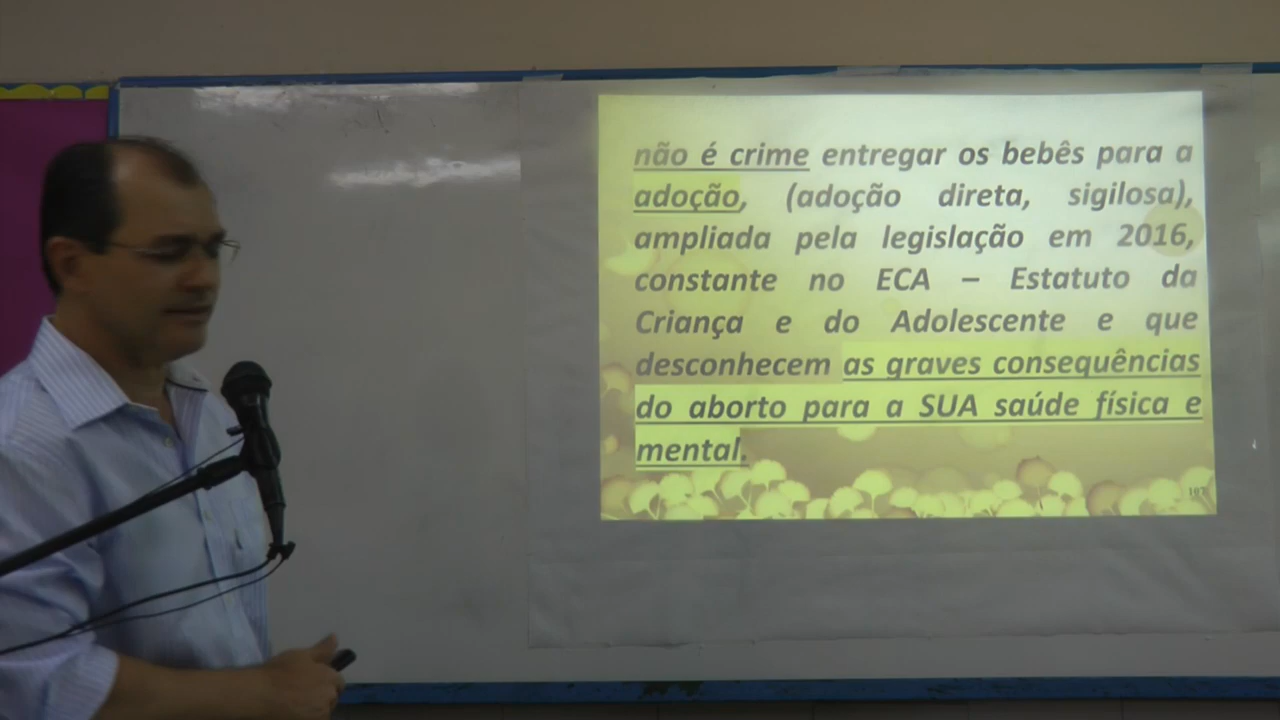 não é crime entregar os bebês para a
adoção, (adoção direta, sigilosa),
ampliada pela legislação em 2016,
constante no ECA – Estatuto da
Criança e do Adolescente e que
desconhecem as graves consequências
do aborto para a SUA saúde física e
mental.